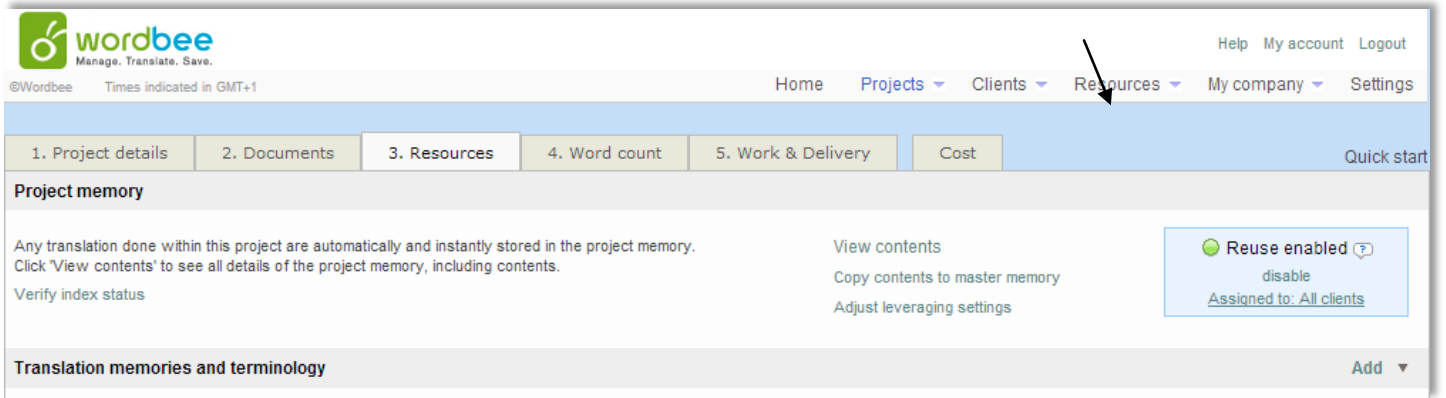 wordbee
Manage. Translate. Save.
Help My account Logout
©Wordbee Times indicated in GMT+1
Home Projects Clients Resources My company Settings
1. Project details 2. Documents 3. Resources 4. Word count 5. Work & Delivery Cost Quick start
Project memory
Any translation done within this project are automatically and instantly stored in the project memory.
Click 'View contents' to see all details of the project memory, including contents.
Verify index status
View contents
Copy contents to master memory
Adjust leveraging settings
Reuse enabled ?
disable
Assigned to: All clients
Translation memories and terminology Add